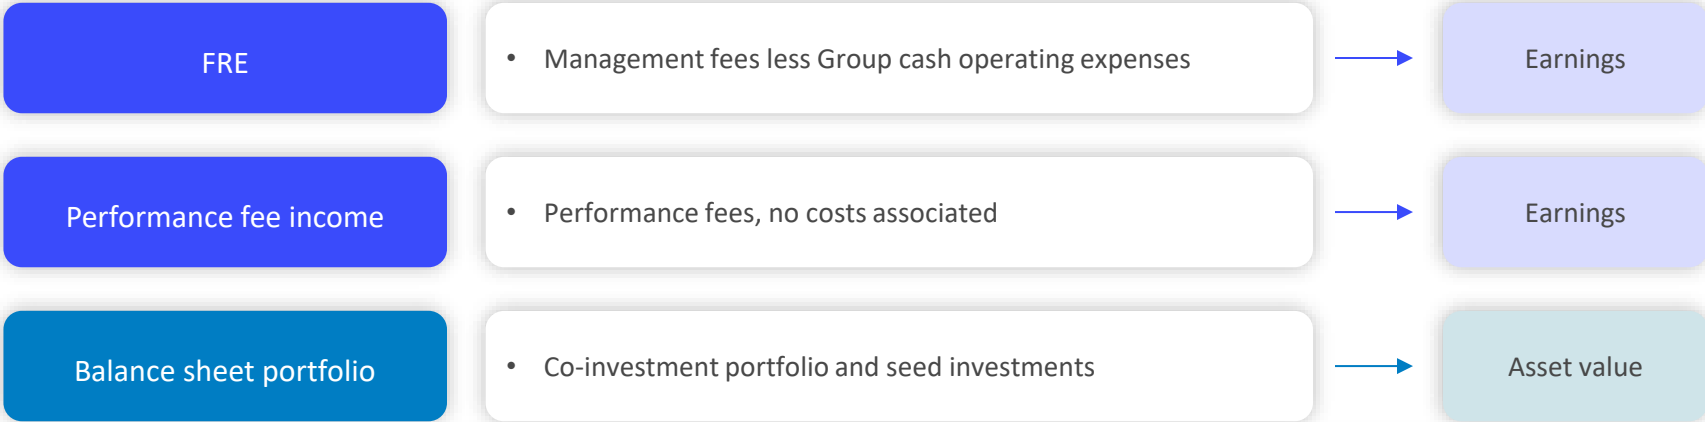 FRE
• Management fees less Group cash operating expenses
Earnings
Performance fee income
• Performance fees, no costs associated
Earnings
Balance sheet portfolio
• Co-investment portfolio and seed investments
Asset value